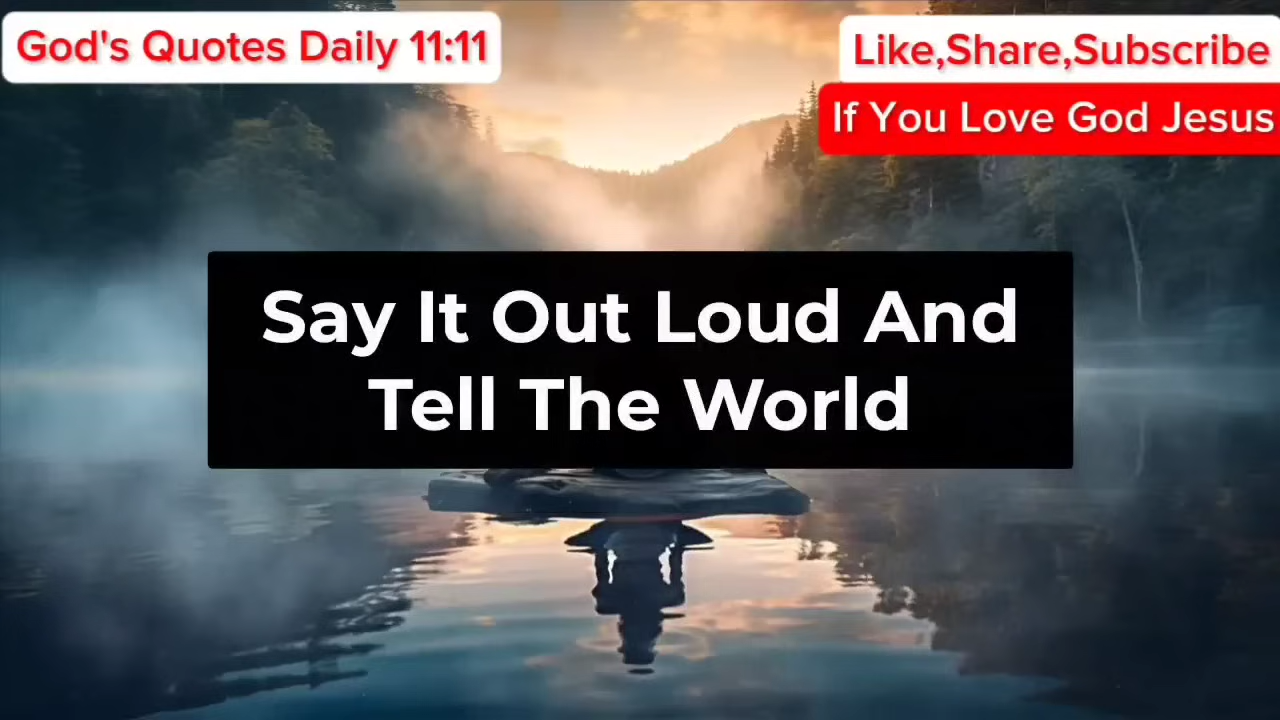 God's Quotes Daily 11:11
Like,Share,Subscribe
If You Love God Jesus
Say It Out Loud And
Tell The World